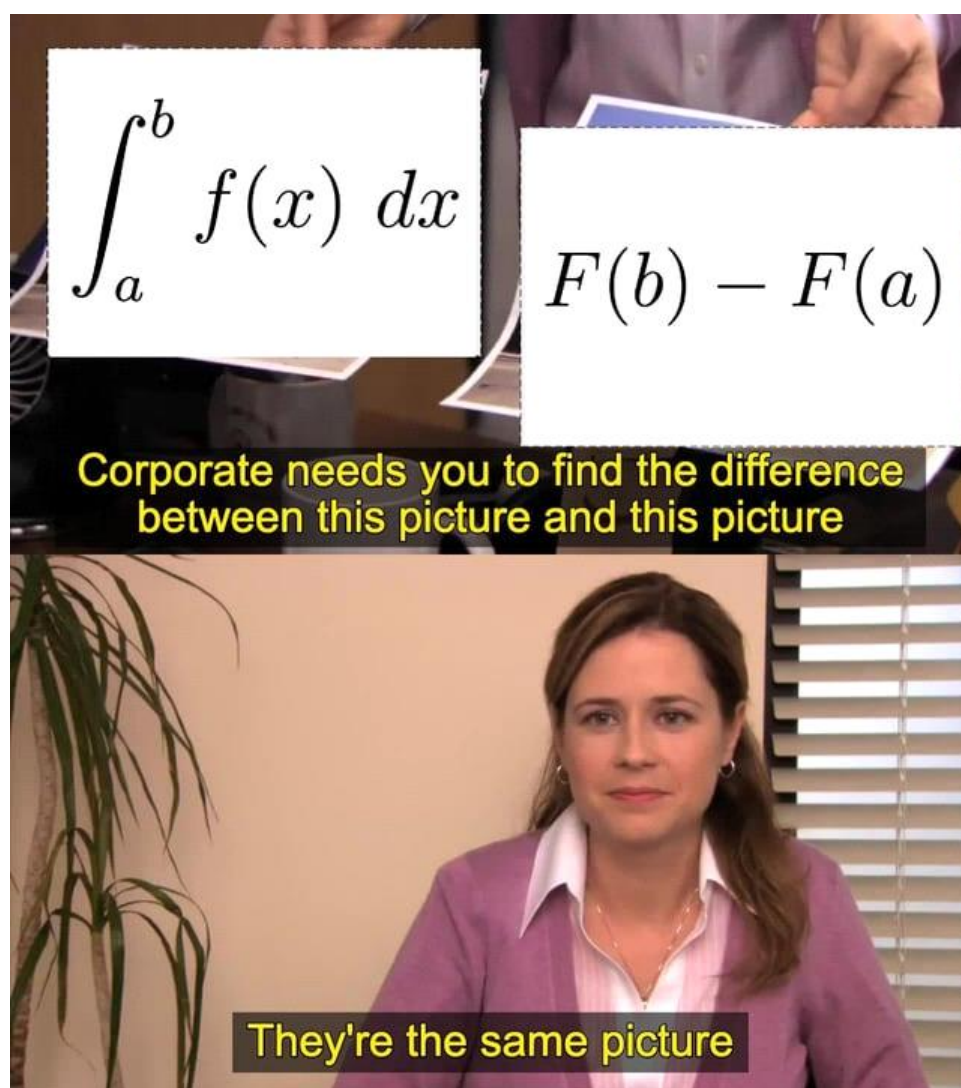 ∫_a^b f(x) dx
F(b) − F(a)
Corporate needs you to find the difference
between this picture and this picture
They're the same picture